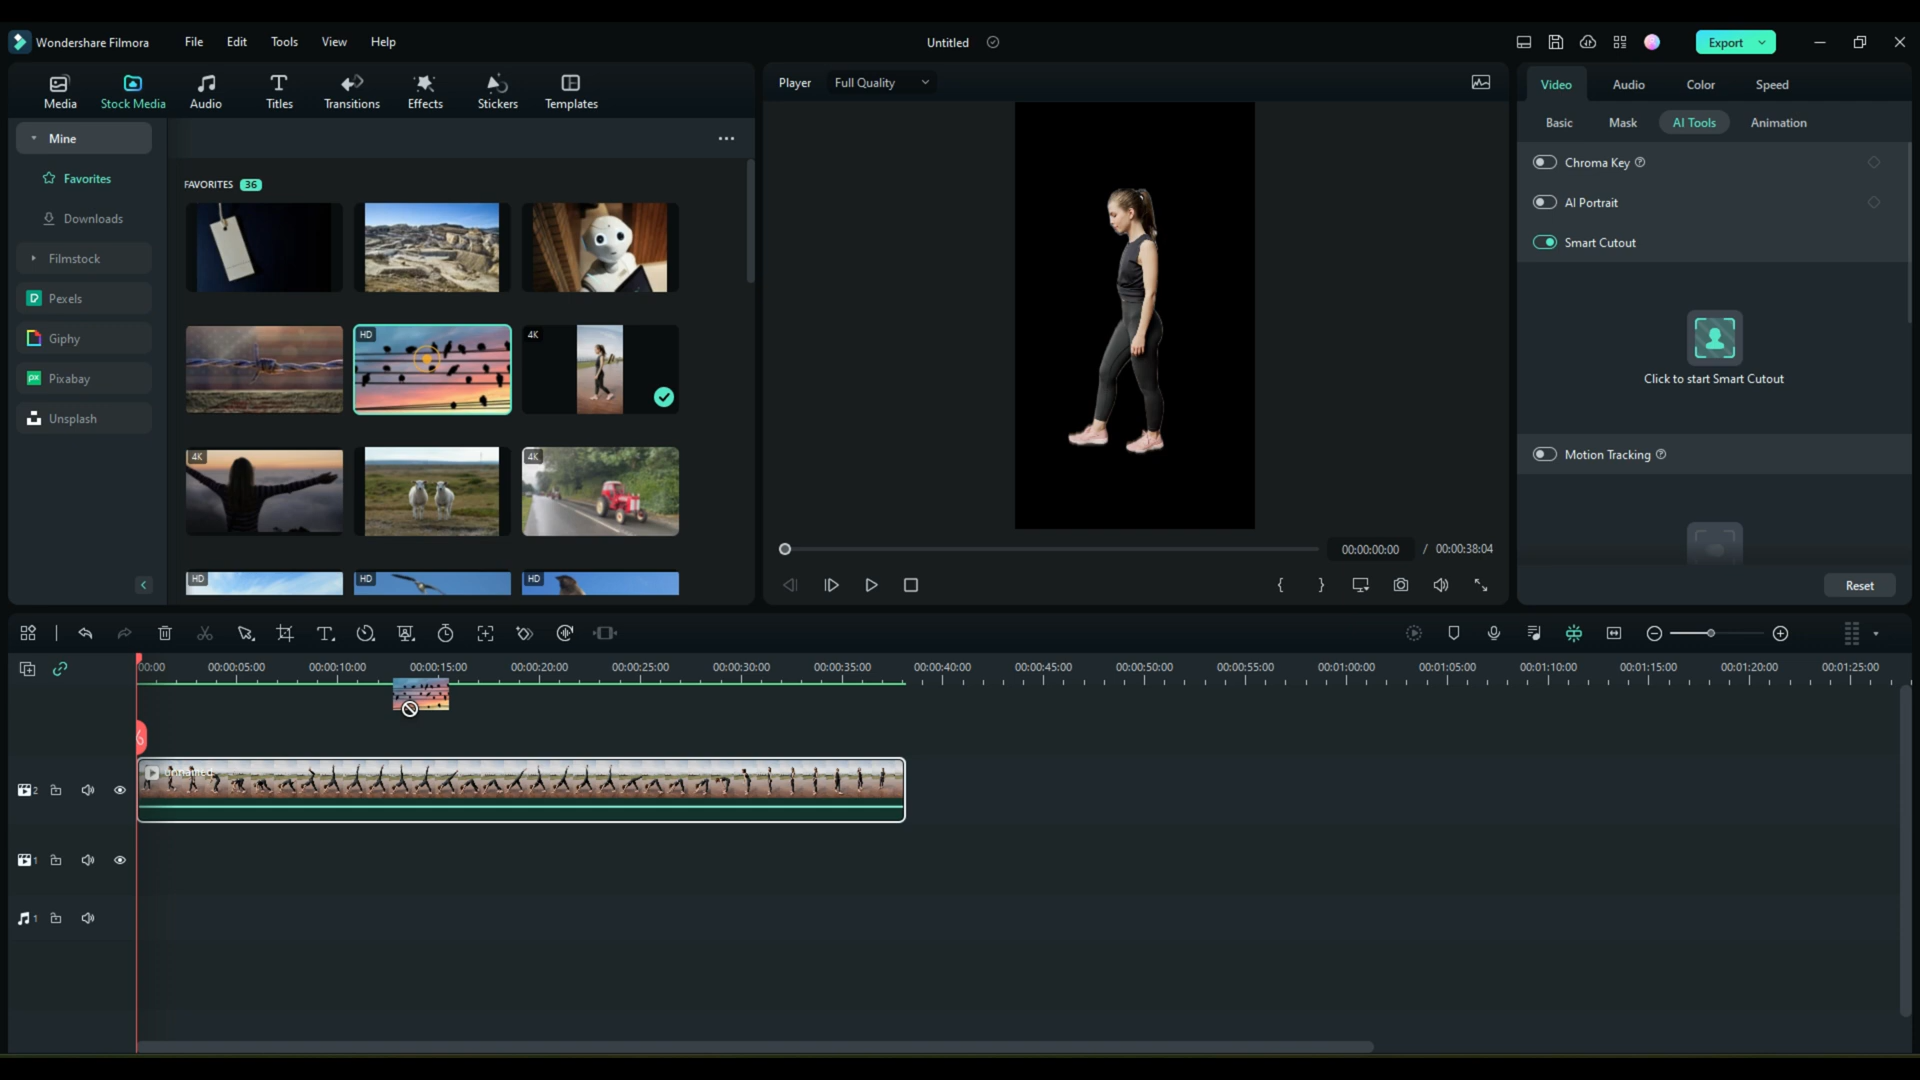 Wondershare Filmora
File
Edit
Tools
View
Help
Untitled
Export
Media
Stock Media
Audio
Titles
Transitions
Effects
Stickers
Templates
Player
Full Quality
Video
Audio
Color
Speed
Basic
Mask
AI Tools
Animation
Mine
Favorites
Downloads
Filmstock
Pexels
Giphy
Pixabay
Unsplash
FAVORITES 36
HD
4K
4K
4K
HD
HD
HD
Chroma Key
AI Portrait
Smart Cutout
Click to start Smart Cutout
Motion Tracking
Reset
00:00:00:00 / 00:00:38:04
00:00
00:00:05:00
00:00:10:00
00:00:15:00
00:00:20:00
00:00:25:00
00:00:30:00
00:00:35:00
00:00:40:00
00:00:45:00
00:00:50:00
00:00:55:00
00:01:00:00
00:01:05:00
00:01:10:00
00:01:15:00
00:01:20:00
00:01:25:00
2
unnamed
1
1